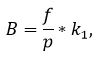 B = f/p * k₁,